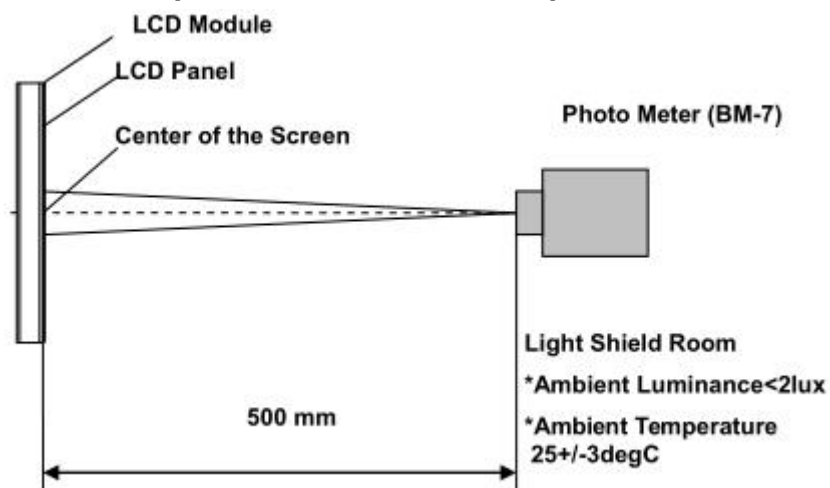 LCD Module
LCD Panel
Center of the Screen
Photo Meter (BM-7)
Light Shield Room
*Ambient Luminance<2lux
*Ambient Temperature
25+/-3degC
500 mm